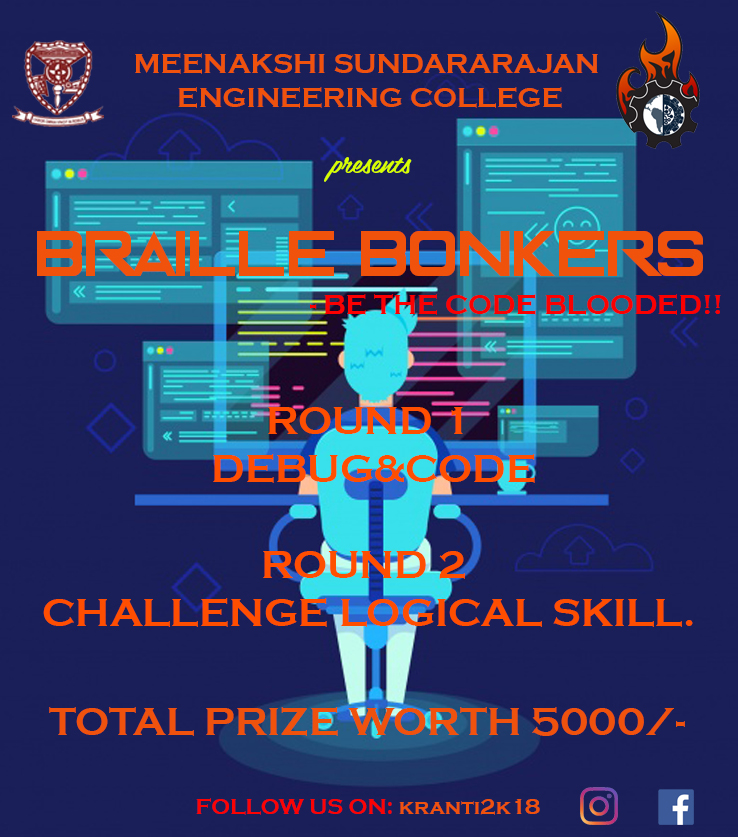 MEENAKSHI SUNDARARAJAN
ENGINEERING COLLEGE
presents
BRAILLE BONKERS
- BE THE CODE BLOODED!!
ROUND 1
DEBUG&CODE
ROUND 2
CHALLENGE LOGICAL SKILL.
TOTAL PRIZE WORTH 5000/-
FOLLOW US ON: KRANTI2K18